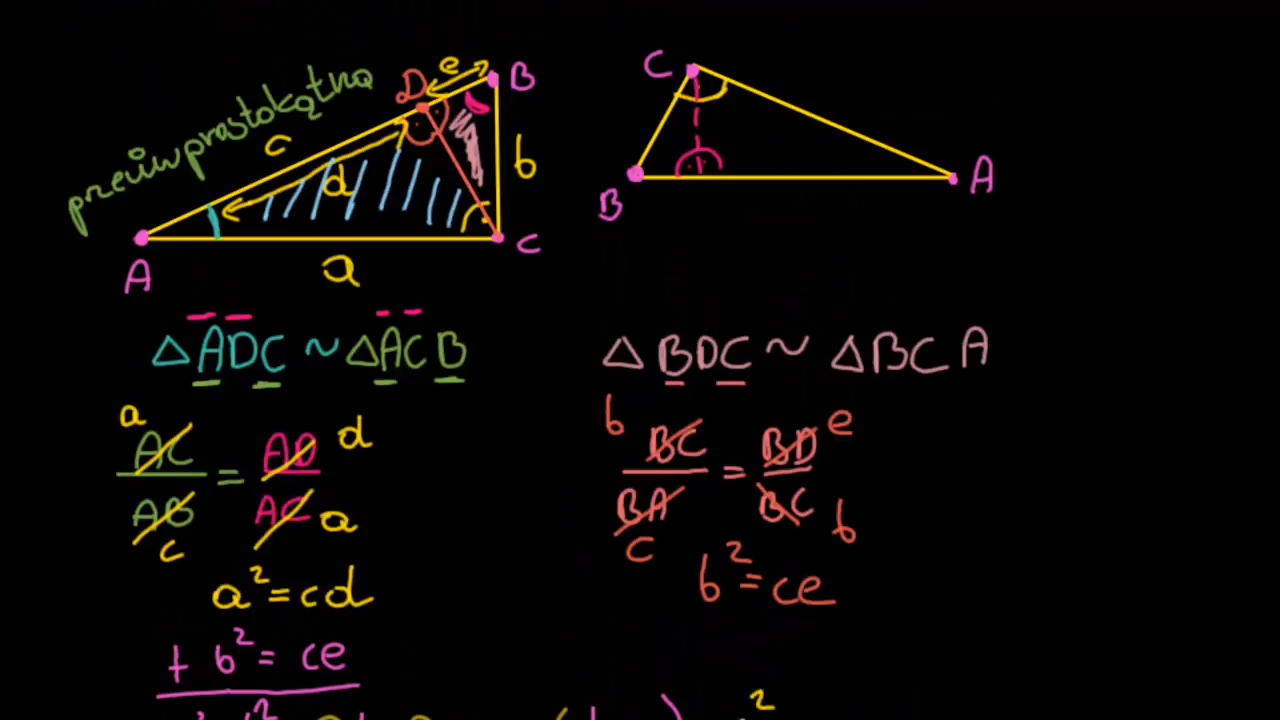 przeciwprostokątna
D e B
c
d
b
A a C
C
B A
△ADC ~ △ACB
△BDC ~ △BCA
a AC = AD d
AB AC a
c
b BC = BD e
BA BC b
c
a² = cd
b² = ce
+ b² = ce